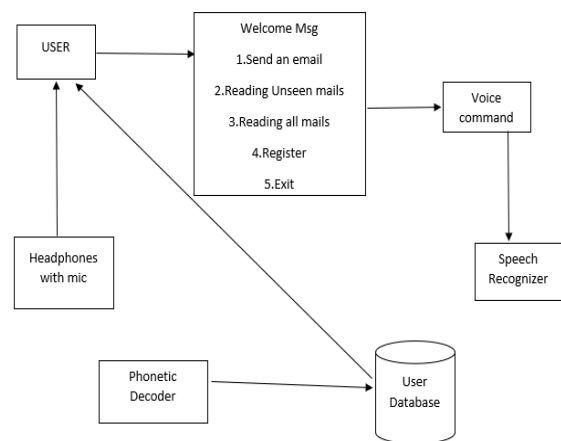 USER
Welcome Msg
1.Send an email
2.Reading Unseen mails
3.Reading all mails
4.Register
5.Exit
Voice
command
Headphones
with mic
Speech
Recognizer
Phonetic
Decoder
User
Database